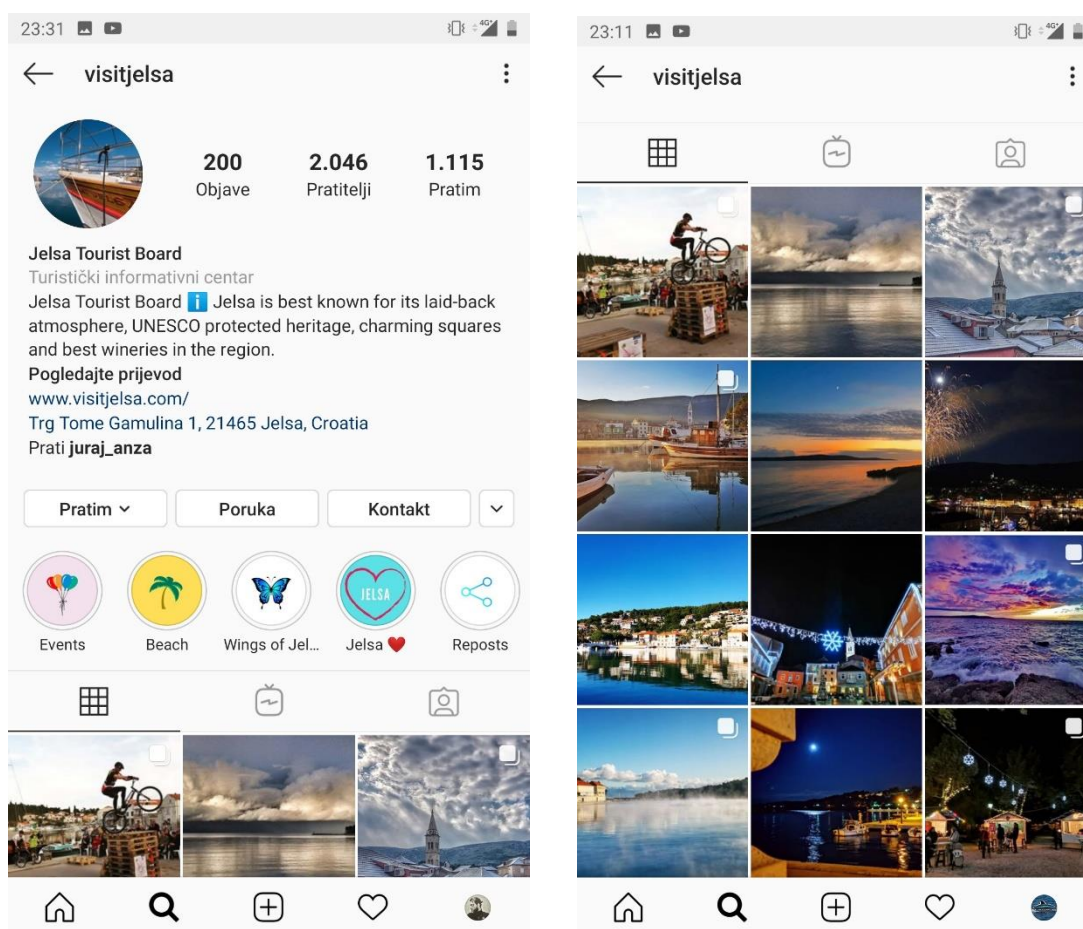 23:31
4G+
visitjelsa
200
2.046
1.115
Objave
Pratitelji
Pratim
Jelsa Tourist Board
Turistički informativni centar
Jelsa Tourist Board ℹ️ Jelsa is best known for its laid-back
atmosphere, UNESCO protected heritage, charming squares
and best wineries in the region.
Pogledajte prijevod
www.visitjelsa.com/
Trg Tome Gamulina 1, 21465 Jelsa, Croatia
Prati juraj_anza
Pratim
Poruka
Kontakt
JELSA
Events
Beach
Wings of Jel...
Jelsa ❤️
Reposts
23:11
4G+
visitjelsa